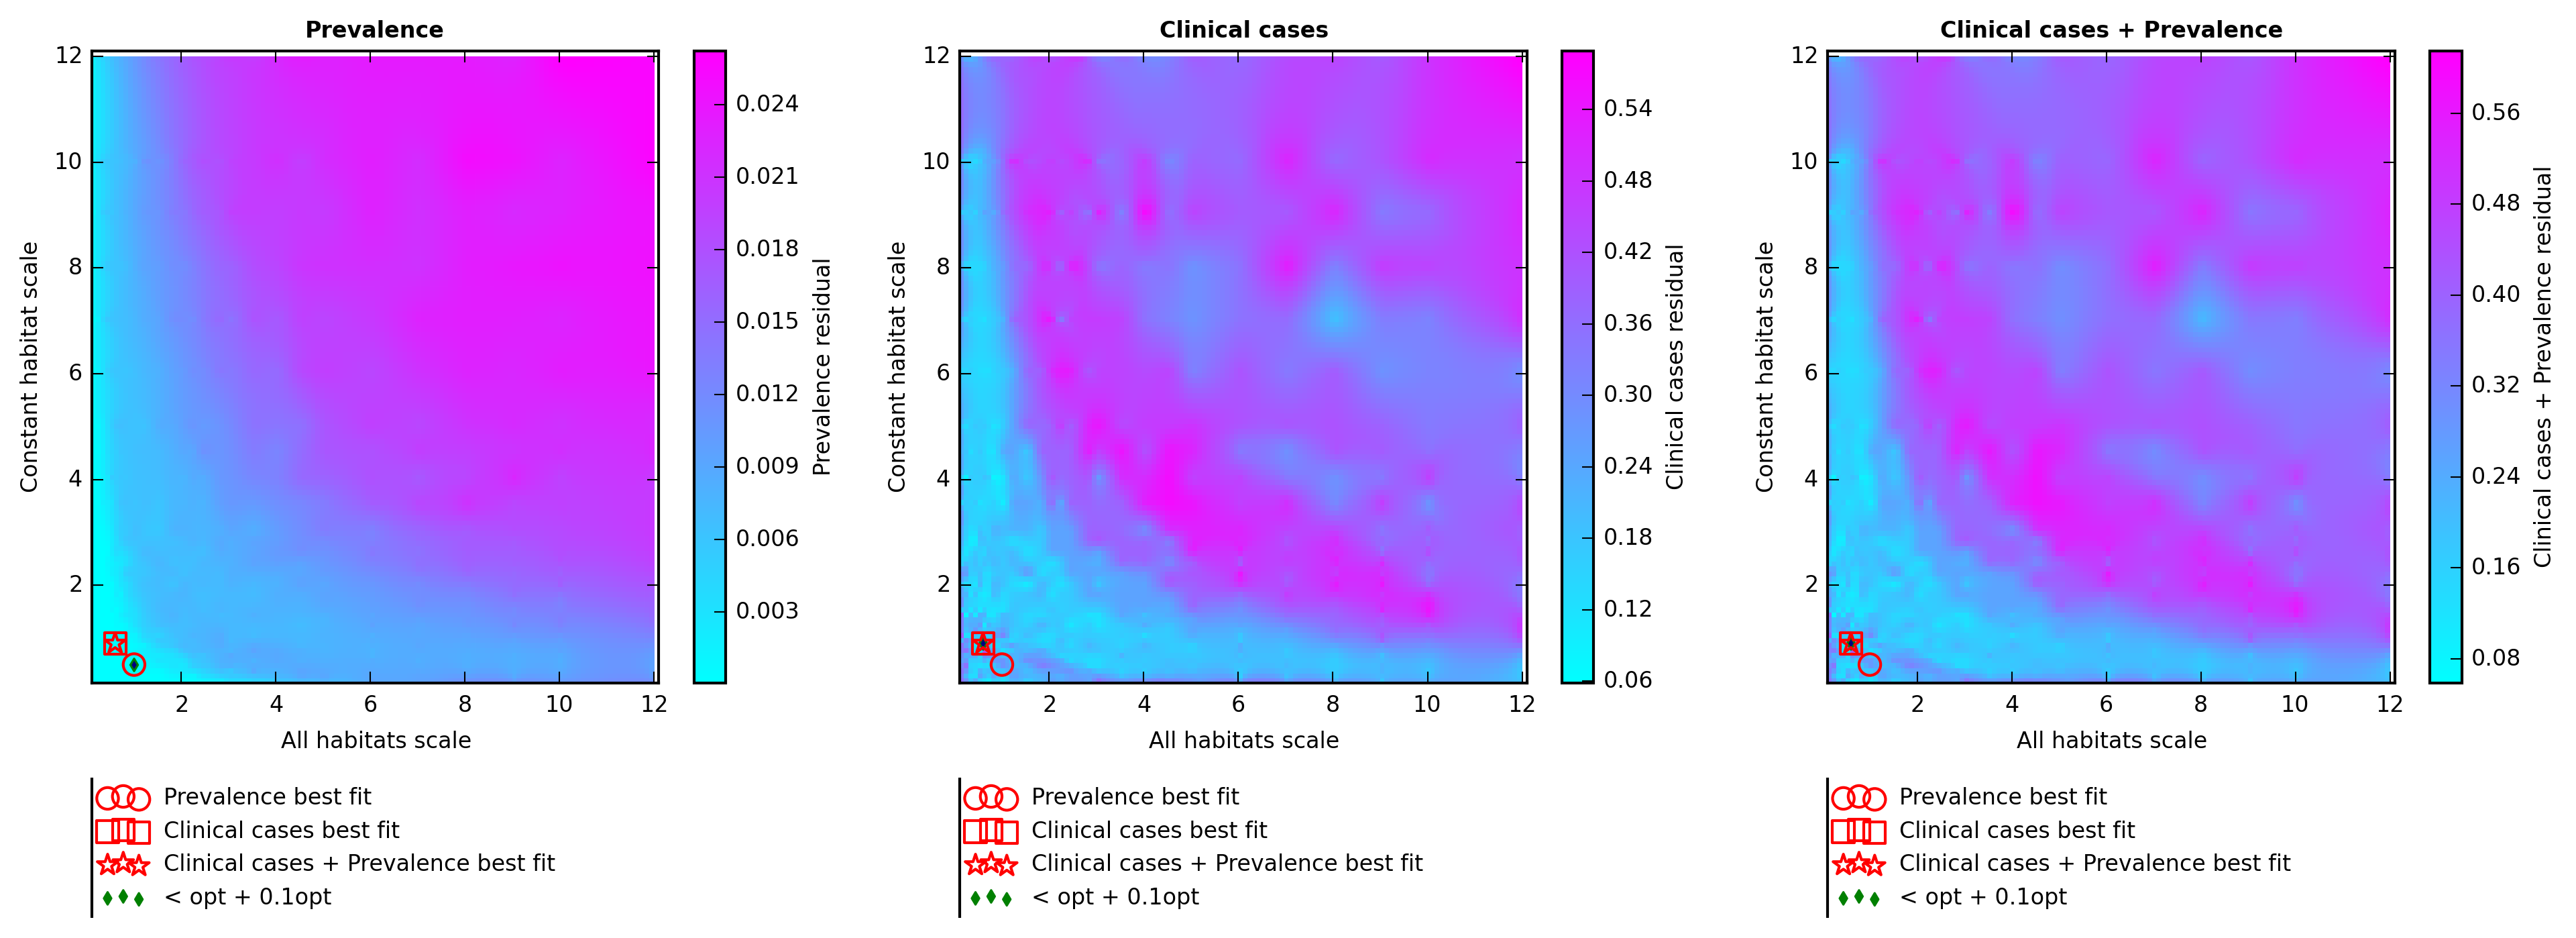 Prevalence
Clinical cases
Clinical cases + Prevalence
12
10
8
6
4
2
Constant habitat scale
2 4 6 8 10 12
All habitats scale
0.024
0.021
0.018
0.015
0.012
0.009
0.006
0.003
Prevalence residual
12
10
8
6
4
2
Constant habitat scale
2 4 6 8 10 12
All habitats scale
0.54
0.48
0.42
0.36
0.30
0.24
0.18
0.12
0.06
Clinical cases residual
12
10
8
6
4
2
Constant habitat scale
2 4 6 8 10 12
All habitats scale
0.56
0.48
0.40
0.32
0.24
0.16
0.08
Clinical cases + Prevalence residual
Prevalence best fit
Clinical cases best fit
Clinical cases + Prevalence best fit
< opt + 0.1opt
Prevalence best fit
Clinical cases best fit
Clinical cases + Prevalence best fit
< opt + 0.1opt
Prevalence best fit
Clinical cases best fit
Clinical cases + Prevalence best fit
< opt + 0.1opt